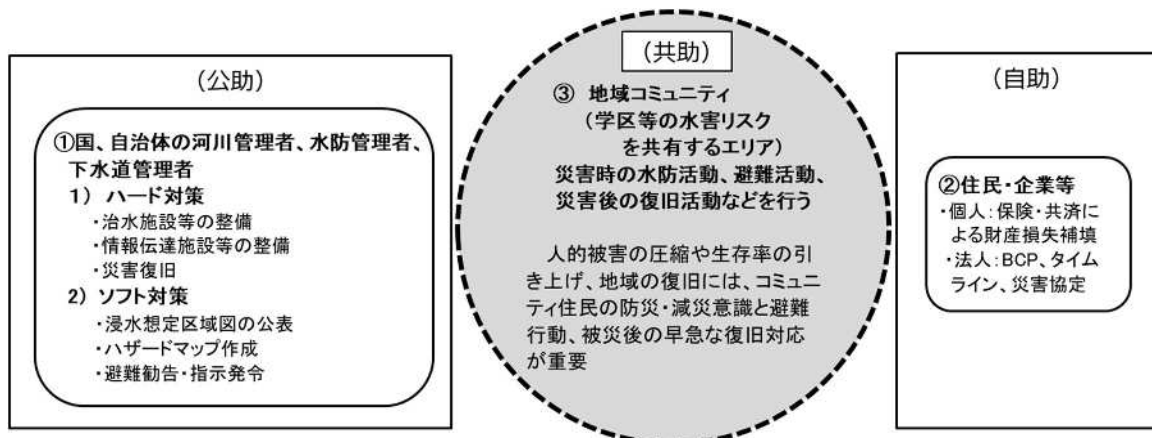 （公助）
①国、自治体の河川管理者、水防管理者、
下水道管理者
１） ハード対策
・治水施設等の整備
・情報伝達施設等の整備
・災害復旧
２）ソフト対策
・浸水想定区域図の公表
・ハザードマップ作成
・避難勧告・指示発令
（共助）
③ 地域コミュニティ
（学区等の水害リスク
を共有するエリア）
災害時の水防活動、避難活動、
災害後の復旧活動などを行う
人的被害の圧縮や生存率の引
き上げ、地域の復旧には、コミュニ
ティ住民の防災・減災意識と避難
行動、被災後の早急な復旧対応
が重要
（自助）
②住民・企業等
・個人：保険・共済に
よる財産損失補填
・法人：BCP、タイム
ライン、災害協定